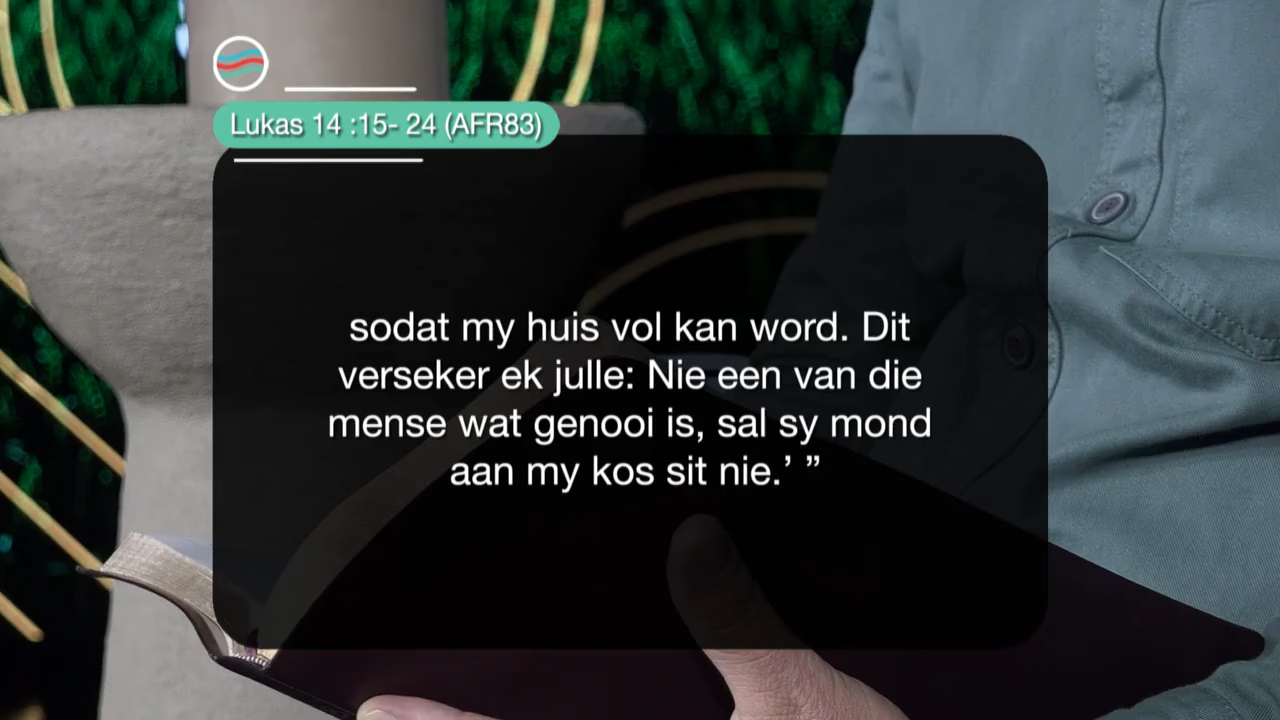 Lukas 14 :15- 24 (AFR83)
sodat my huis vol kan word. Dit
verseker ek julle: Nie een van die
mense wat genooi is, sal sy mond
aan my kos sit nie.’ ”